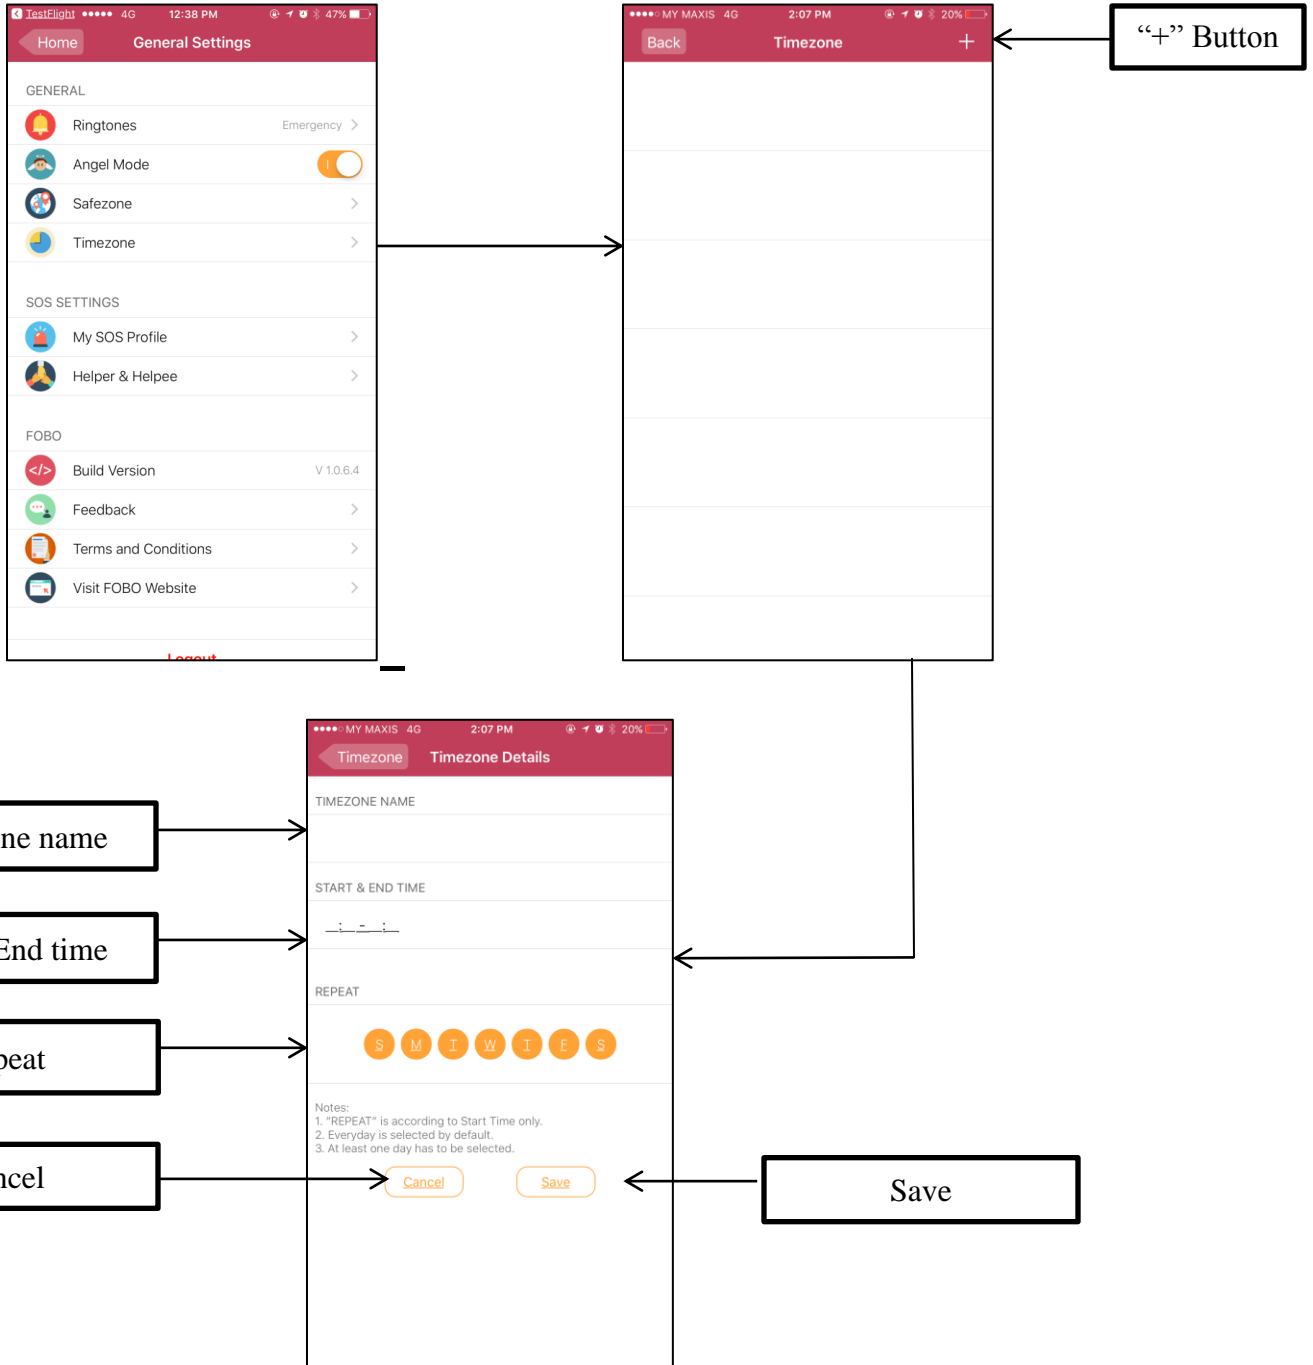 TestFlight 4G 12:38 PM 47%
Home General Settings
GENERAL
Ringtones Emergency
Angel Mode
Safezone
Timezone
SOS SETTINGS
My SOS Profile
Helper & Helpee
FOBO
Build Version V 1.0.6.4
Feedback
Terms and Conditions
Visit FOBO Website
Logout
MY MAXIS 4G 2:07 PM 20%
Back Timezone +
“+” Button
MY MAXIS 4G 2:07 PM 20%
Timezone Timezone Details
TIMEZONE NAME
ne name
START & END TIME
__:__ - __:__
End time
REPEAT
S M T W T F S
peat
Notes:
1. "REPEAT" is according to Start Time only.
2. Everyday is selected by default.
3. At least one day has to be selected.
Cancel Save
ncel
Save